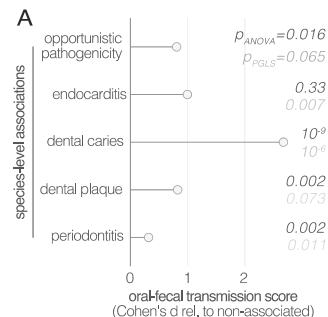 A
opportunistic pathogenicity
p_ANOVA=0.016
p_PGLS=0.065
endocarditis
0.33
0.007
dental caries
10⁻⁹
10⁻⁶
dental plaque
0.002
0.073
periodontitis
0.002
0.011
species-level associations
0 1 2
oral-fecal transmission score
(Cohen's d rel. to non-associated)